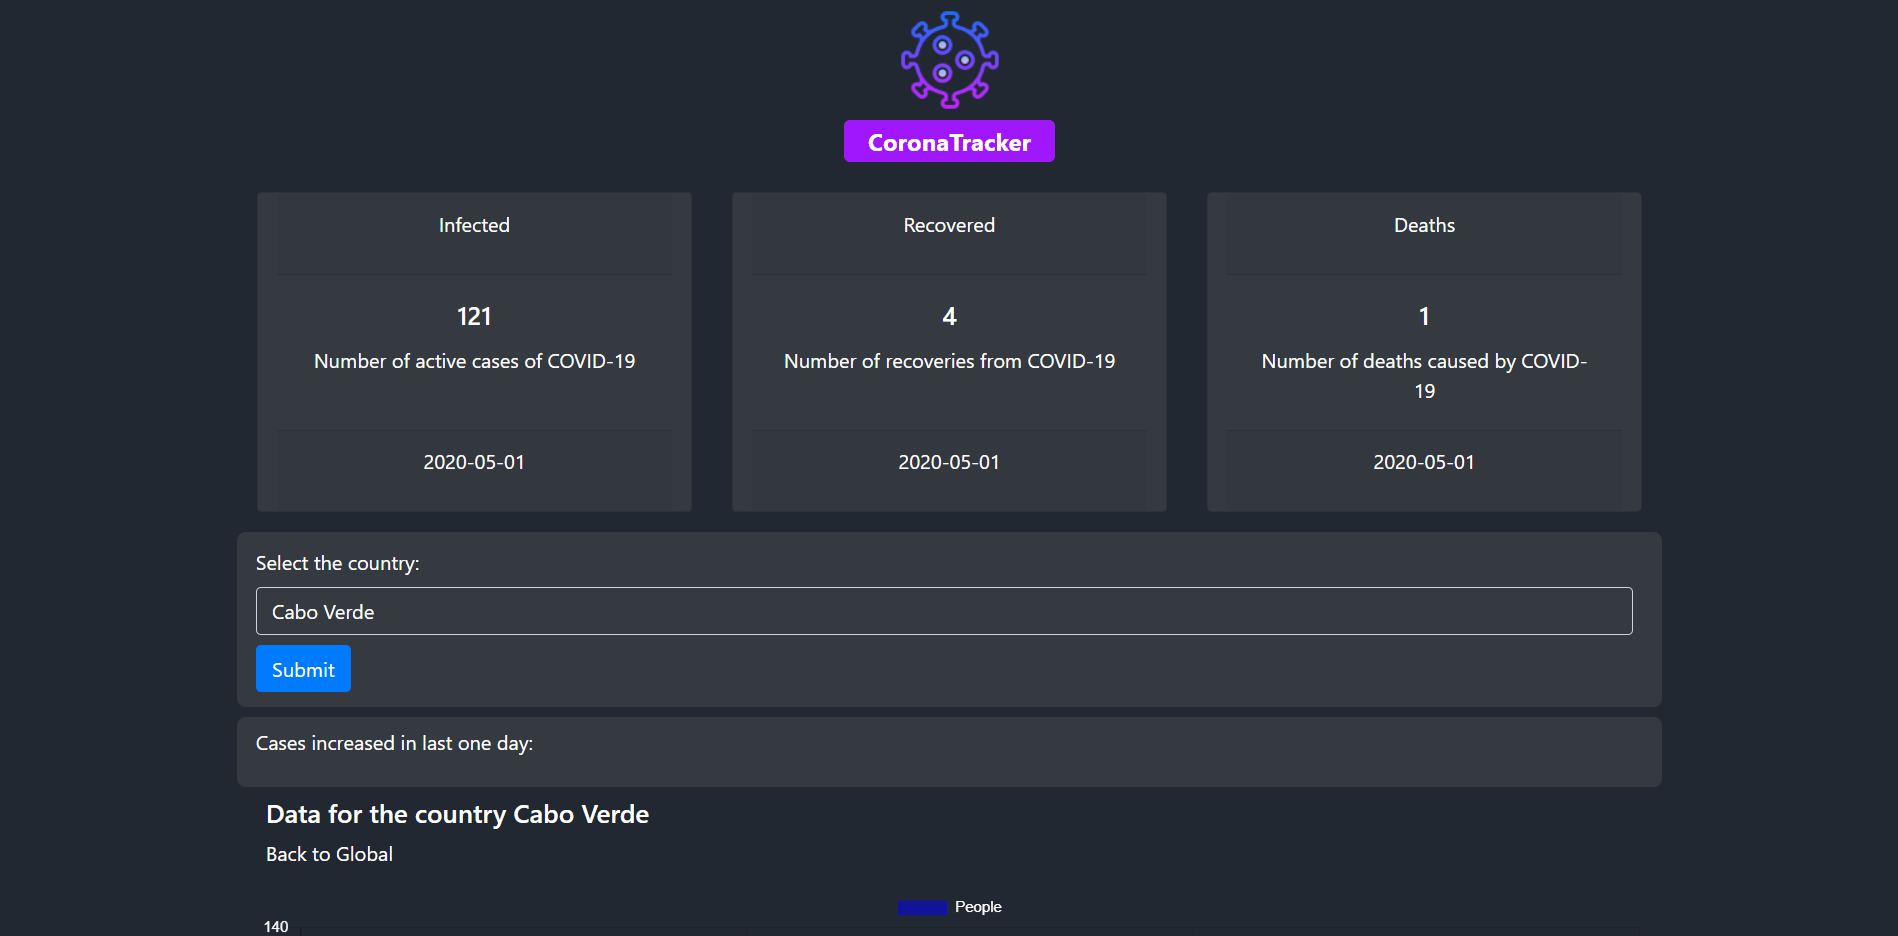 CoronaTracker
Infected
121
Number of active cases of COVID-19
2020-05-01
Recovered
4
Number of recoveries from COVID-19
2020-05-01
Deaths
1
Number of deaths caused by COVID-
19
2020-05-01
Select the country:
Cabo Verde
Submit
Cases increased in last one day:
Data for the country Cabo Verde
Back to Global
People
140